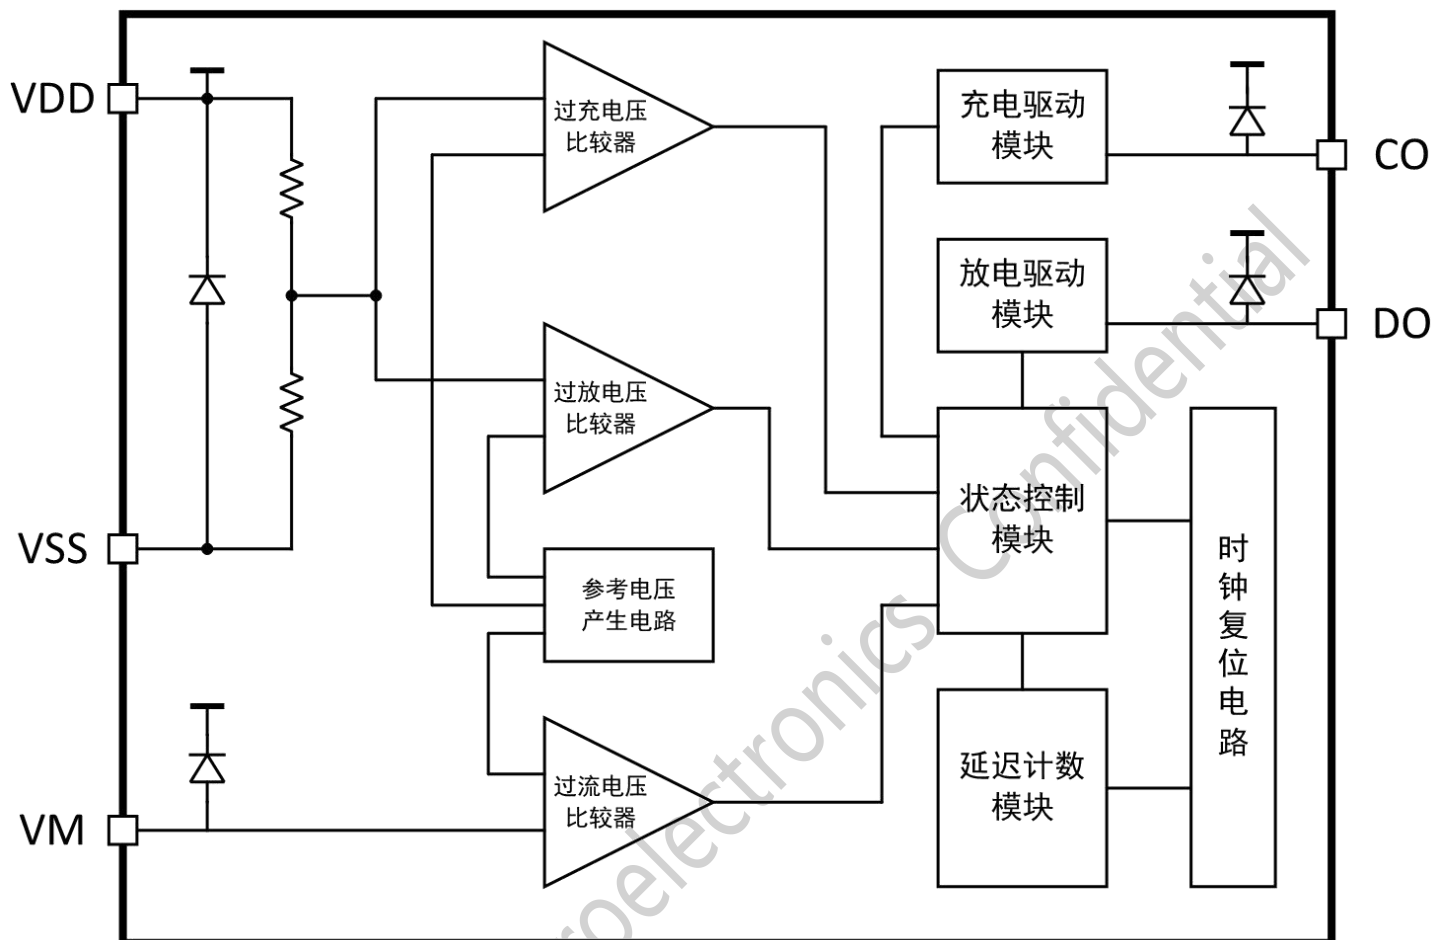 VDD
过充电压
比较器
充电驱动
模块
CO
放电驱动
模块
DO
过放电压
比较器
状态控制
模块
VSS
参考电压
产生电路
时
钟
复
位
电
路
过流电压
比较器
延迟计数
模块
VM
roelectronics Confidential